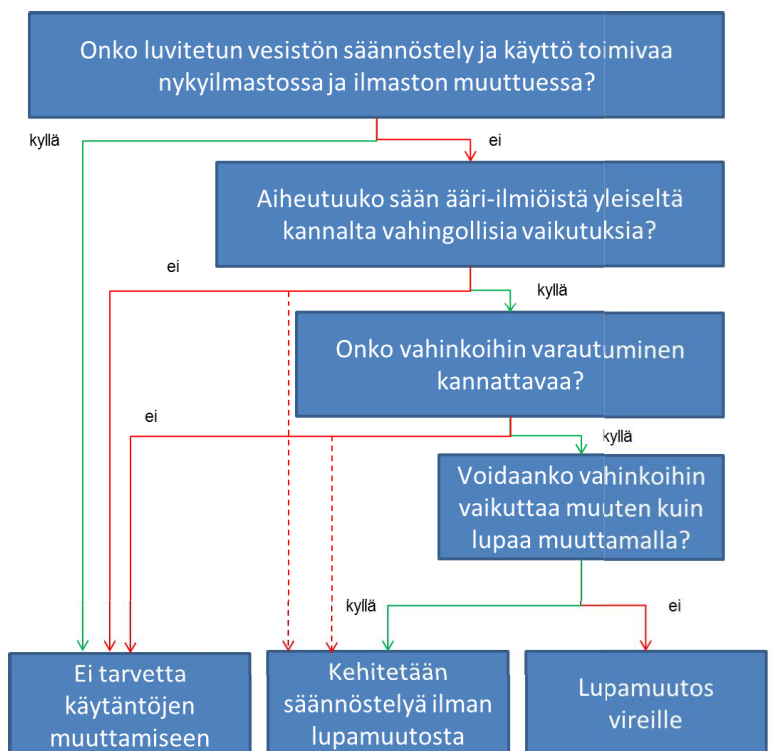 Onko luvitetun vesistön säännöstely ja käyttö toimivaa
nykyilmastossa ja ilmaston muuttuessa?
kyllä
ei
Aiheutuuko sään ääri-ilmiöistä yleiseltä
kannalta vahingollisia vaikutuksia?
ei
kyllä
Onko vahinkoihin varautuminen
kannattavaa?
ei
kyllä
Voidaanko vahinkoihin
vaikuttaa muuten kuin
lupaa muuttamalla?
kyllä
ei
Ei tarvetta
käytäntöjen
muuttamiseen
Kehitetään
säännöstelyä ilman
lupamuutosta
Lupamuutos
vireille